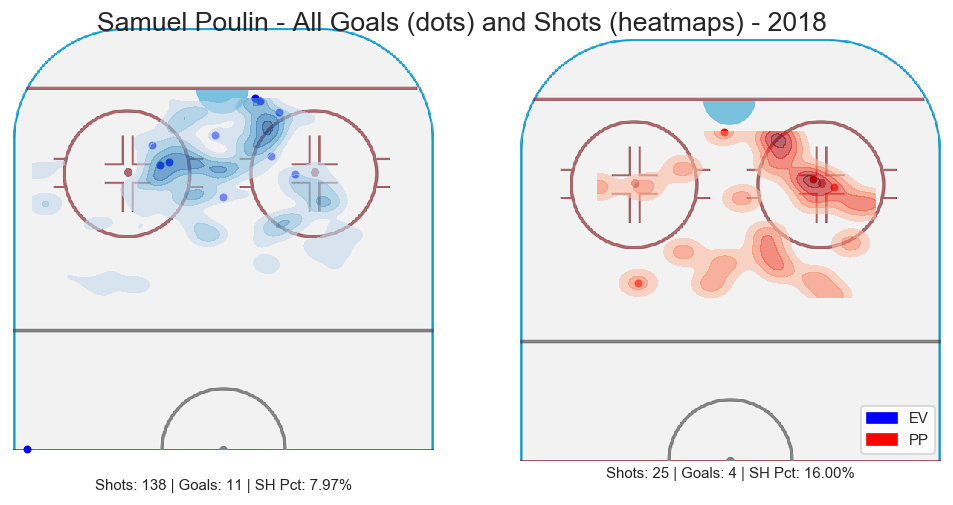 Samuel Poulin - All Goals (dots) and Shots (heatmaps) - 2018
EV
PP
Shots: 138 | Goals: 11 | SH Pct: 7.97%
Shots: 25 | Goals: 4 | SH Pct: 16.00%